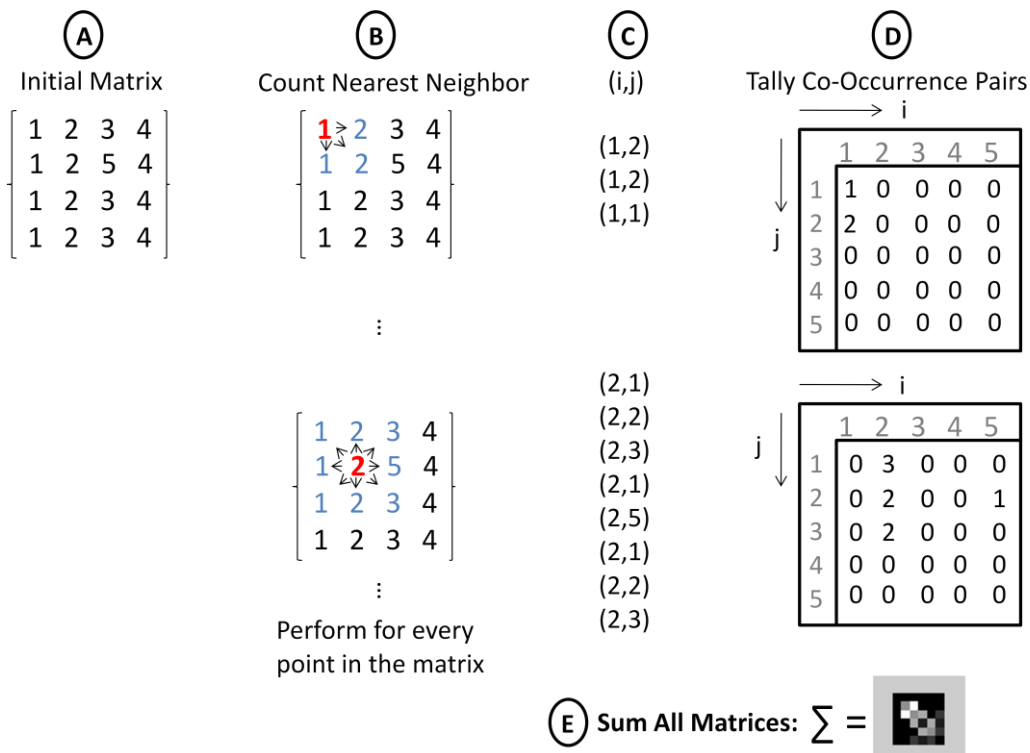 A
Initial Matrix
1 2 3 4
1 2 5 4
1 2 3 4
1 2 3 4
B
Count Nearest Neighbor
1 2 3 4
1 2 5 4
1 2 3 4
1 2 3 4
...
1 2 3 4
1 2 5 4
1 2 3 4
1 2 3 4
...
Perform for every
point in the matrix
C
(i,j)
(1,2)
(1,2)
(1,1)
(2,1)
(2,2)
(2,3)
(2,1)
(2,5)
(2,1)
(2,2)
(2,3)
D
Tally Co-Occurrence Pairs
i
j
1 2 3 4 5
1 1 0 0 0 0
2 2 0 0 0 0
3 0 0 0 0 0
4 0 0 0 0 0
5 0 0 0 0 0
i
j
1 2 3 4 5
1 0 3 0 0 0
2 0 2 0 0 1
3 0 2 0 0 0
4 0 0 0 0 0
5 0 0 0 0 0
E Sum All Matrices: ∑ =